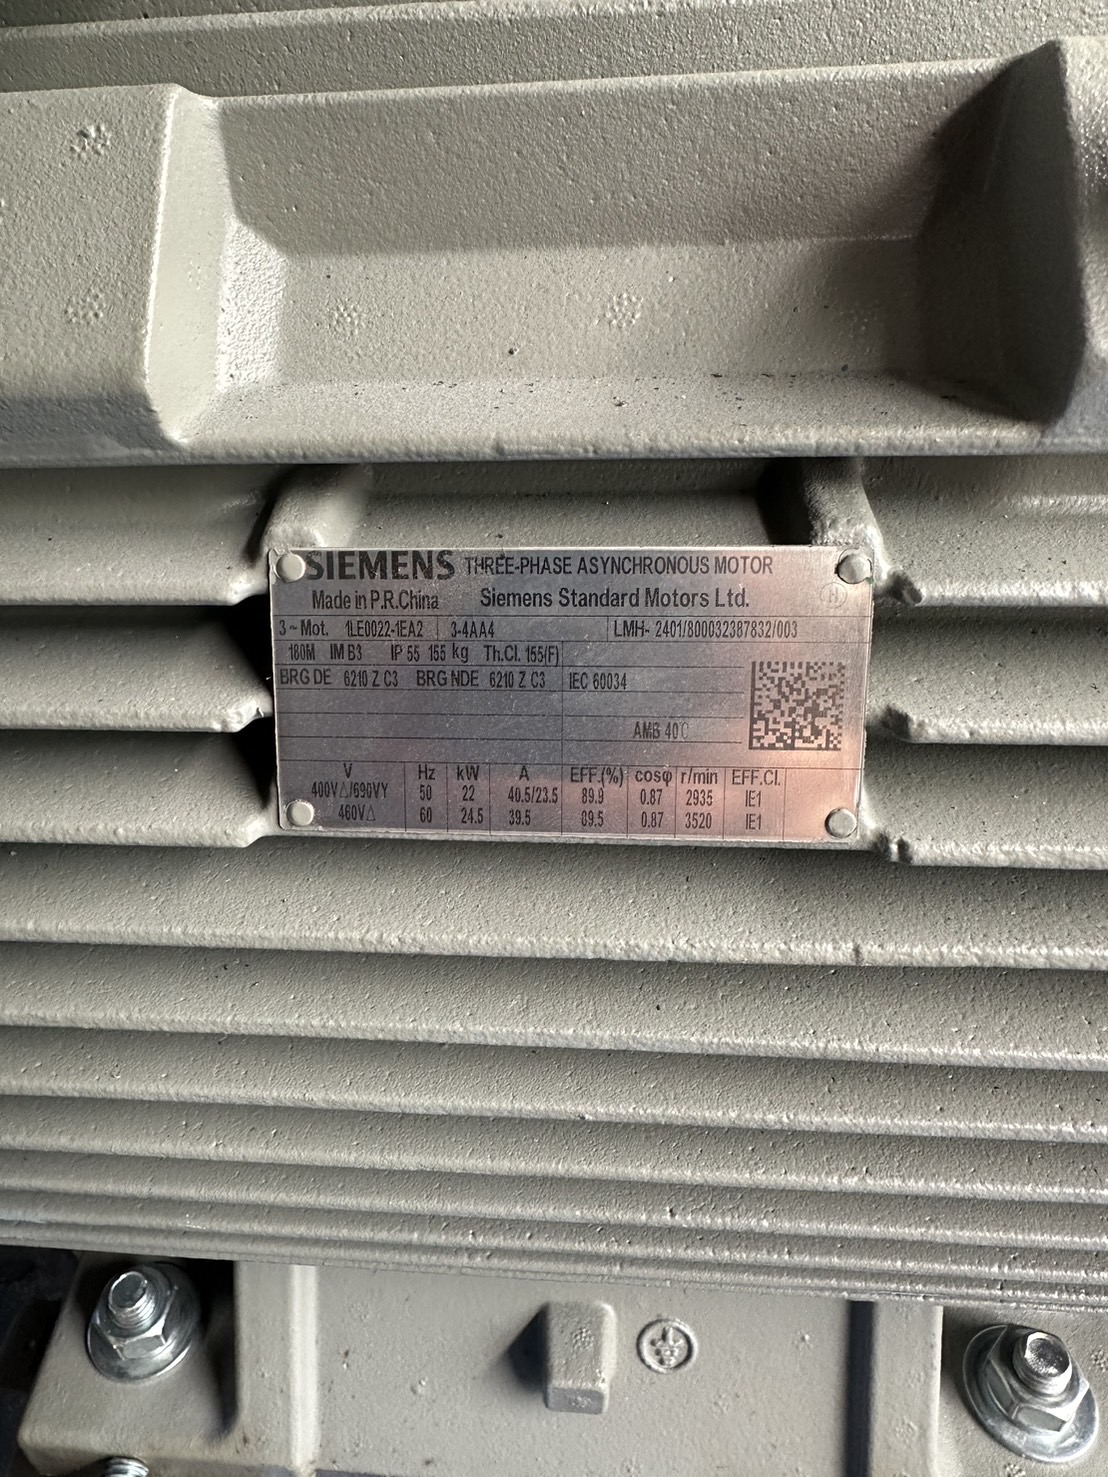 SIEMENS THREE-PHASE ASYNCHRONOUS MOTOR
Made in P.R.China Siemens Standard Motors Ltd. H
3~Mot. 1LE0022-1EA2 3-4AA4 LMH- 2401/800032387832/003
180M IM B3 IP 55 155 kg Th.Cl. 155(F)
BRG DE 6210 Z C3 BRG NDE 6210 Z C3 IEC 60034
AMB 40℃
V Hz kW A EFF.(%) cosφ r/min EFF.Cl.
400V△/690VY 50 22 40.5/23.5 89.9 0.87 2935 IE1
460V△ 60 24.5 39.5 89.5 0.87 3520 IE1